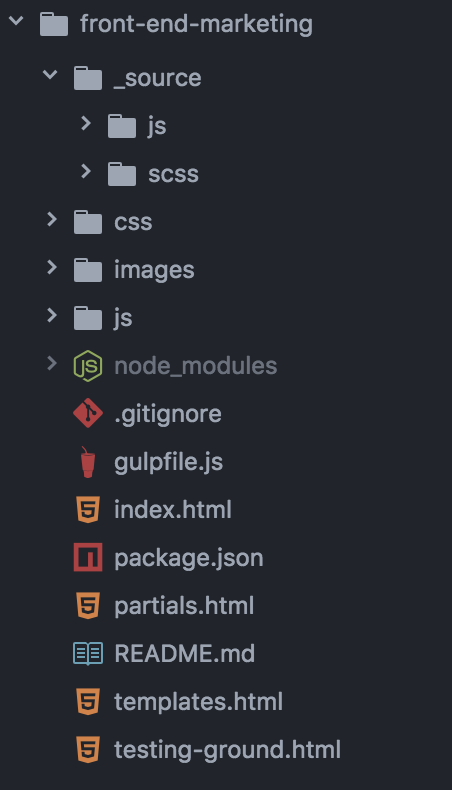 front-end-marketing
_source
js
scss
css
images
js
node_modules
.gitignore
gulpfile.js
index.html
package.json
partials.html
README.md
templates.html
testing-ground.html